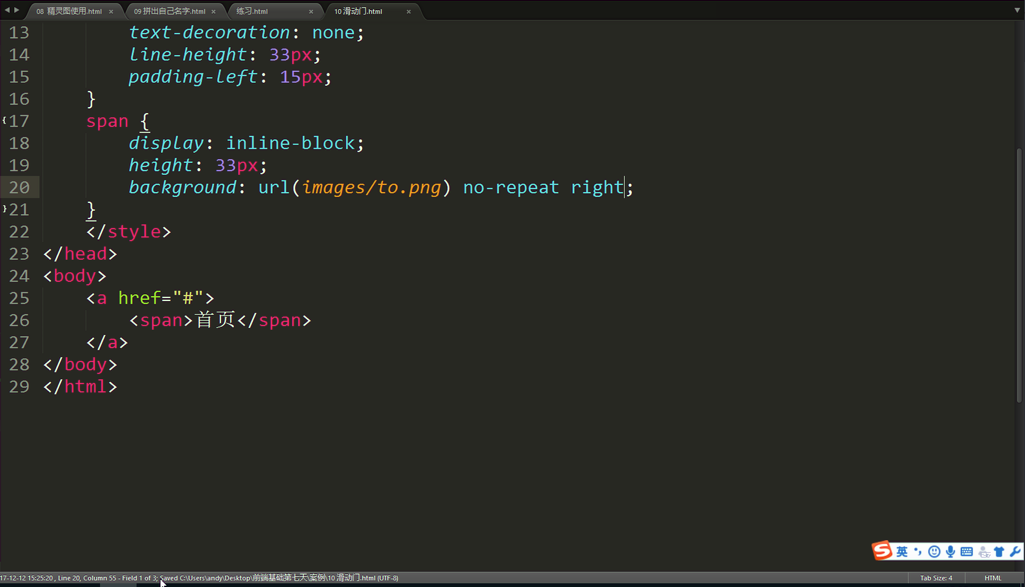 08 精灵图使用.html × 09 拼出自己名字.html × 练习.html × 10 滑动门.html ×
13 text-decoration: none;
14 line-height: 33px;
15 padding-left: 15px;
16 }
17 span {
18 display: inline-block;
19 height: 33px;
20 background: url(images/to.png) no-repeat right;
21 }
22 </style>
23 </head>
24 <body>
25 <a href="#">
26 <span>首页</span>
27 </a>
28 </body>
29 </html>
S 英
17-12-12 15:25:20 , Line 20, Column 55 - Field 1 of 3; Saved C:\Users\andy\Desktop\前端基础第七天\案例\10 滑动门.html (UTF-8) Tab Size: 4 HTML